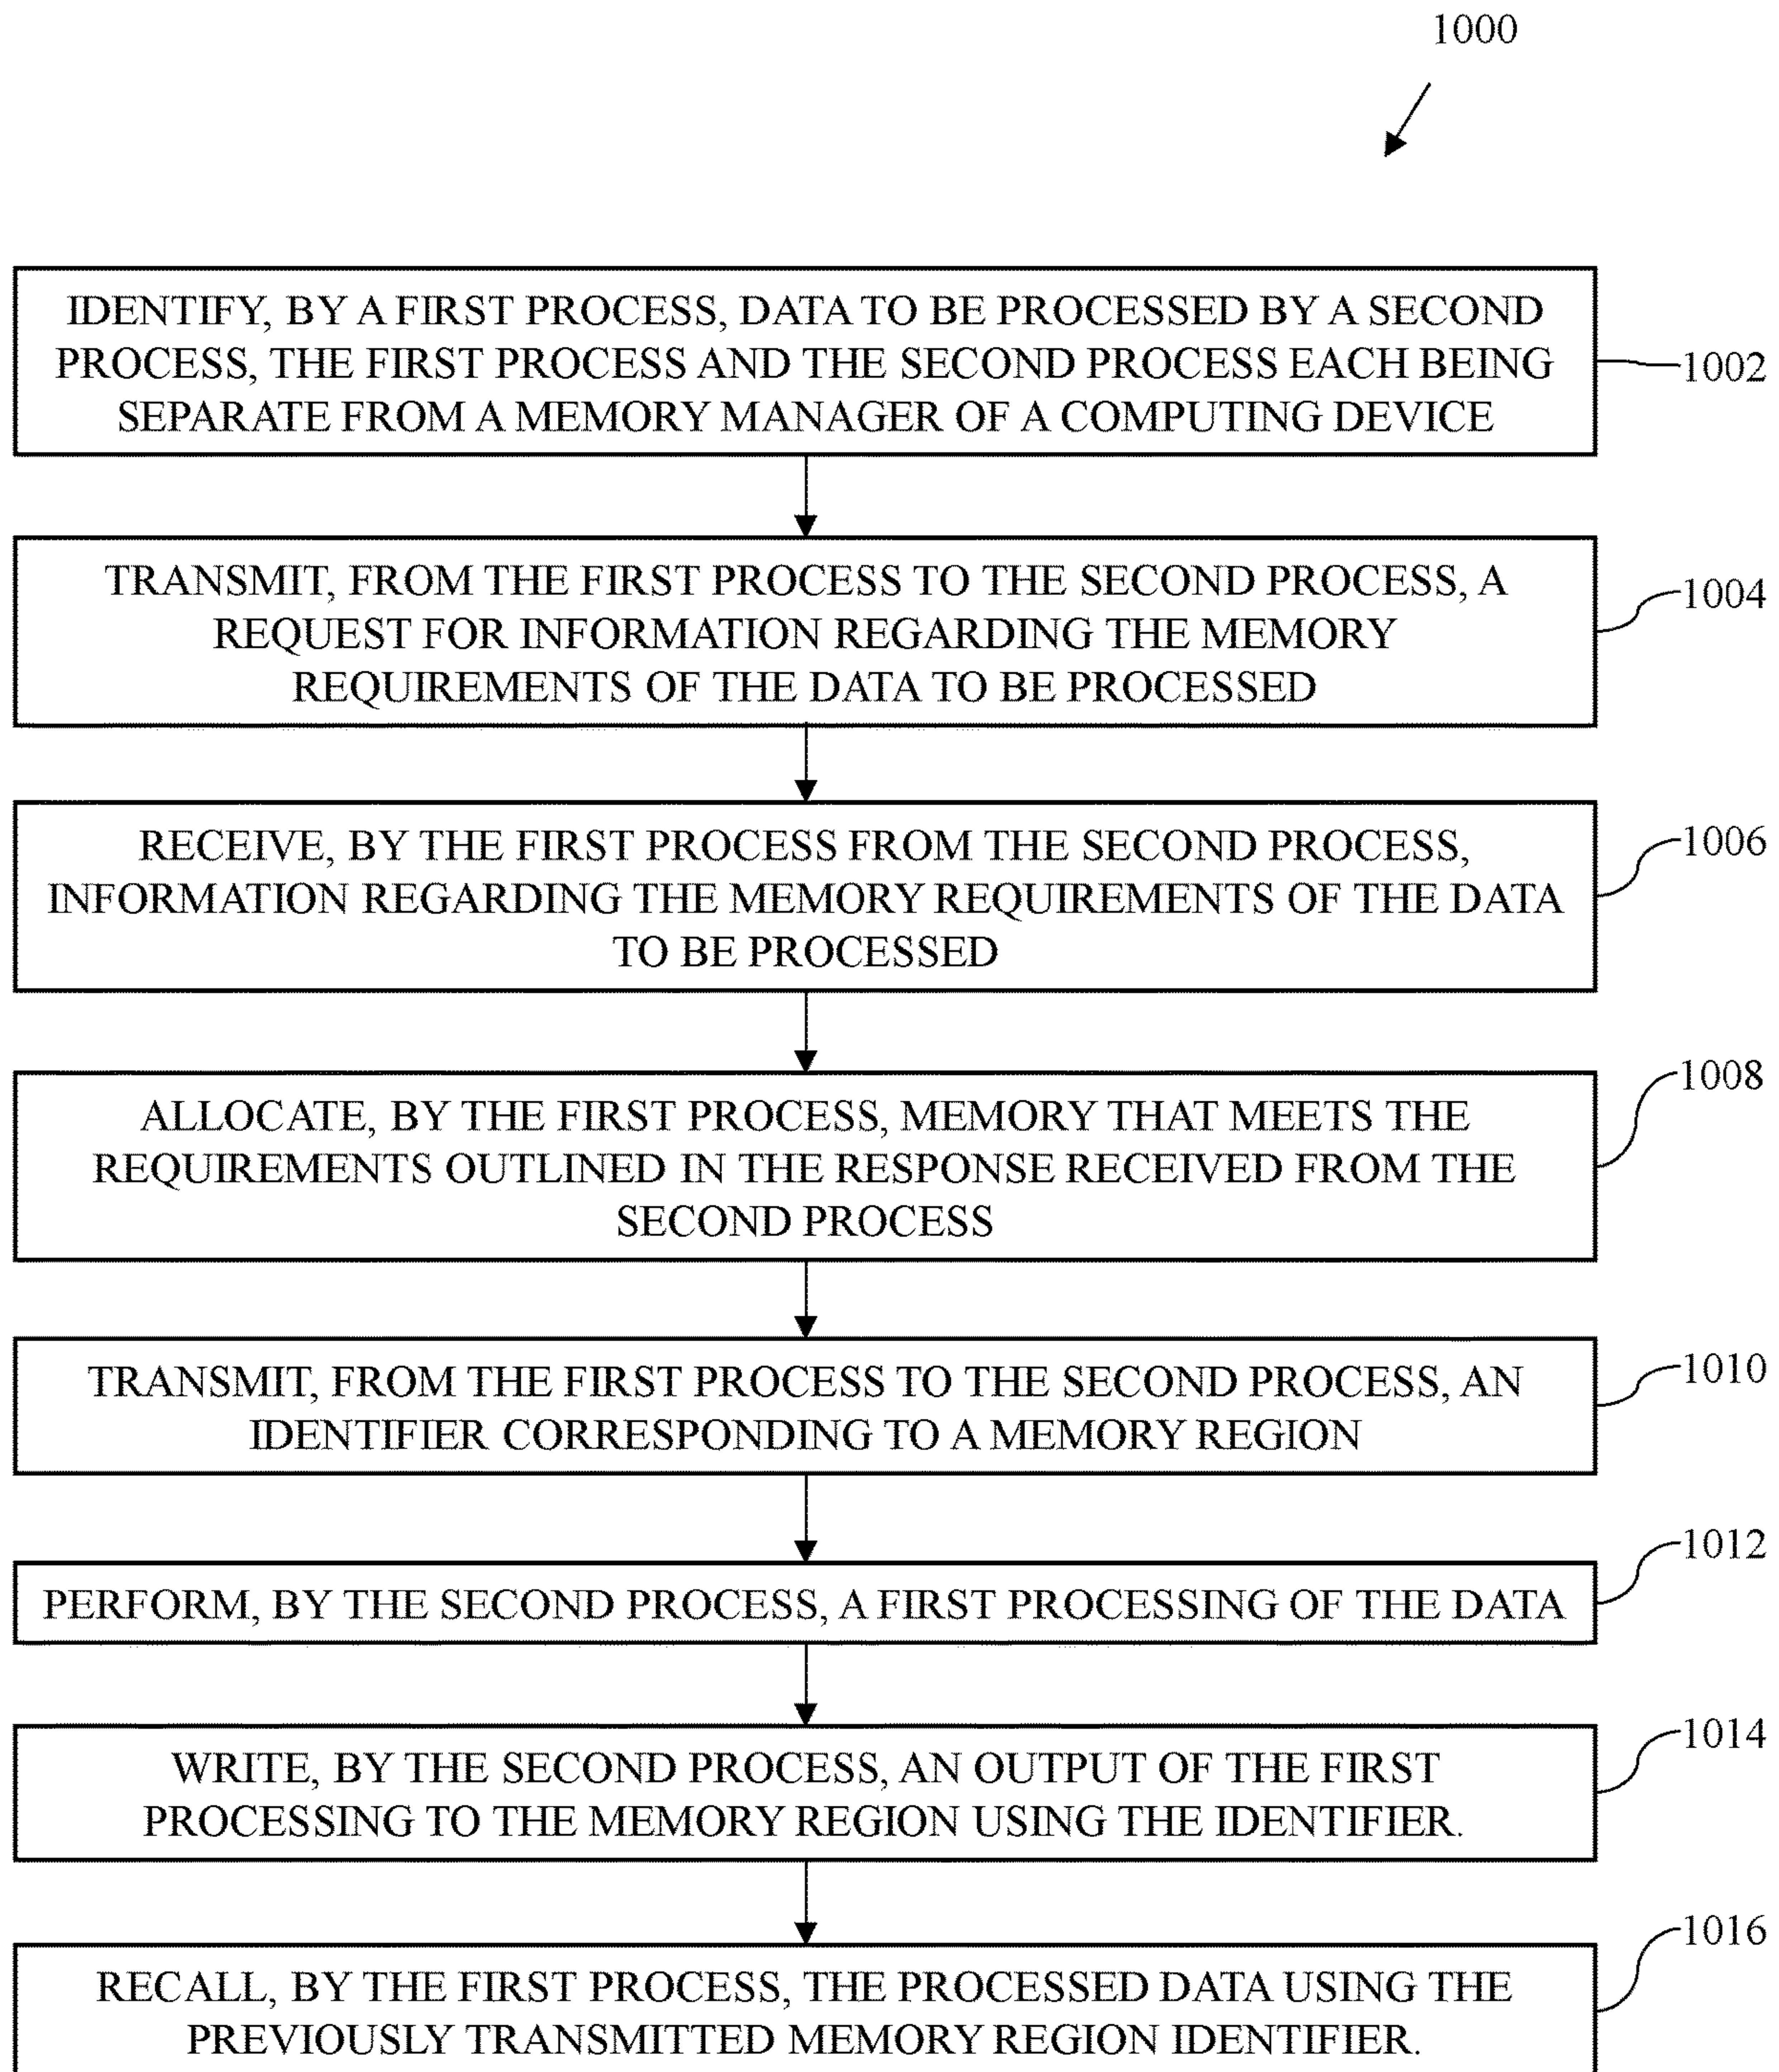 1000
IDENTIFY, BY A FIRST PROCESS, DATA TO BE PROCESSED BY A SECOND
PROCESS, THE FIRST PROCESS AND THE SECOND PROCESS EACH BEING
SEPARATE FROM A MEMORY MANAGER OF A COMPUTING DEVICE
1002
TRANSMIT, FROM THE FIRST PROCESS TO THE SECOND PROCESS, A
REQUEST FOR INFORMATION REGARDING THE MEMORY
REQUIREMENTS OF THE DATA TO BE PROCESSED
1004
RECEIVE, BY THE FIRST PROCESS FROM THE SECOND PROCESS,
INFORMATION REGARDING THE MEMORY REQUIREMENTS OF THE DATA
TO BE PROCESSED
1006
ALLOCATE, BY THE FIRST PROCESS, MEMORY THAT MEETS THE
REQUIREMENTS OUTLINED IN THE RESPONSE RECEIVED FROM THE
SECOND PROCESS
1008
TRANSMIT, FROM THE FIRST PROCESS TO THE SECOND PROCESS, AN
IDENTIFIER CORRESPONDING TO A MEMORY REGION
1010
PERFORM, BY THE SECOND PROCESS, A FIRST PROCESSING OF THE DATA
1012
WRITE, BY THE SECOND PROCESS, AN OUTPUT OF THE FIRST
PROCESSING TO THE MEMORY REGION USING THE IDENTIFIER.
1014
RECALL, BY THE FIRST PROCESS, THE PROCESSED DATA USING THE
PREVIOUSLY TRANSMITTED MEMORY REGION IDENTIFIER.
1016